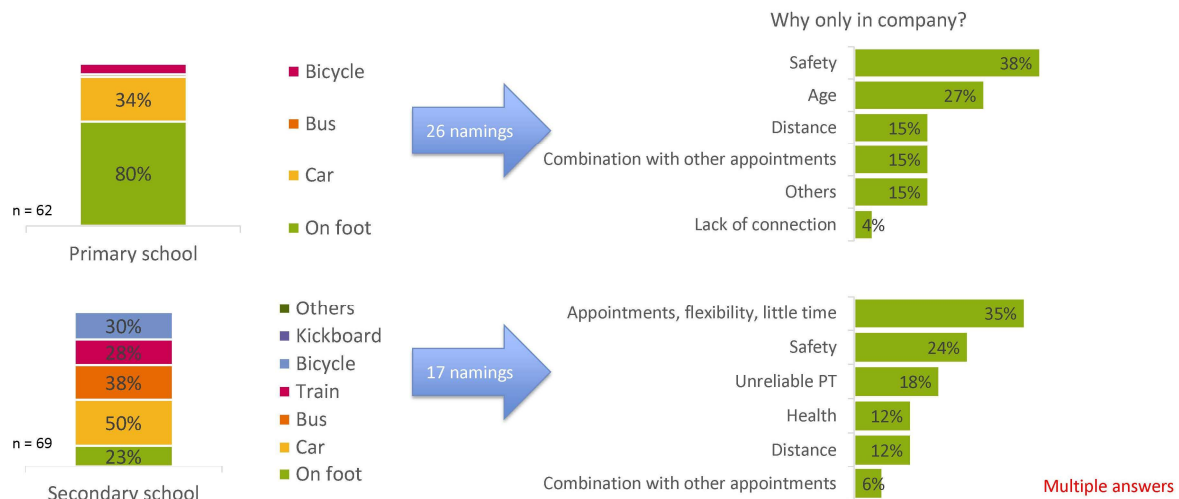 Why only in company?
34%
80%
n = 62
Primary school
Bicycle
Bus
Car
On foot
26 namings
Safety 38%
Age 27%
Distance 15%
Combination with other appointments 15%
Others 15%
Lack of connection 4%
30%
28%
38%
50%
23%
n = 69
Secondary school
Others
Kickboard
Bicycle
Train
Bus
Car
On foot
17 namings
Appointments, flexibility, little time 35%
Safety 24%
Unreliable PT 18%
Health 12%
Distance 12%
Combination with other appointments 6%
Multiple answers